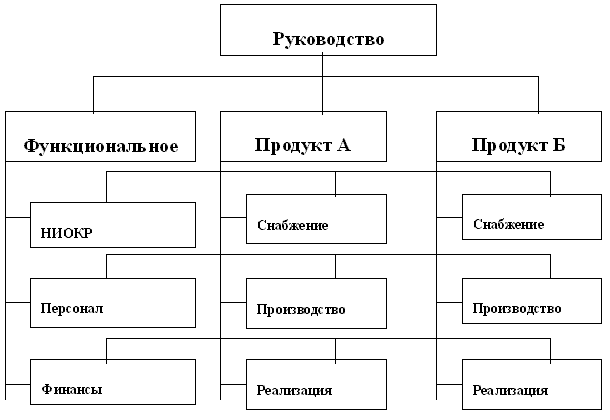 Руководство
Функциональное
Продукт А
Продукт Б
НИОКР
Снабжение
Снабжение
Персонал
Производство
Производство
Финансы
Реализация
Реализация